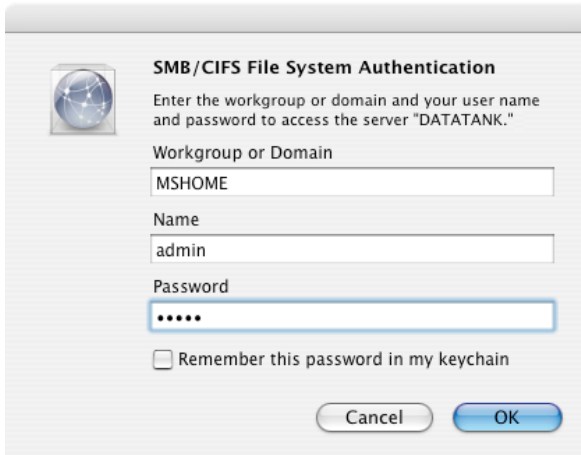 SMB/CIFS File System Authentication
Enter the workgroup or domain and your user name
and password to access the server "DATATANK."
Workgroup or Domain
MSHOME
Name
admin
Password
•••••
Remember this password in my keychain
Cancel
OK